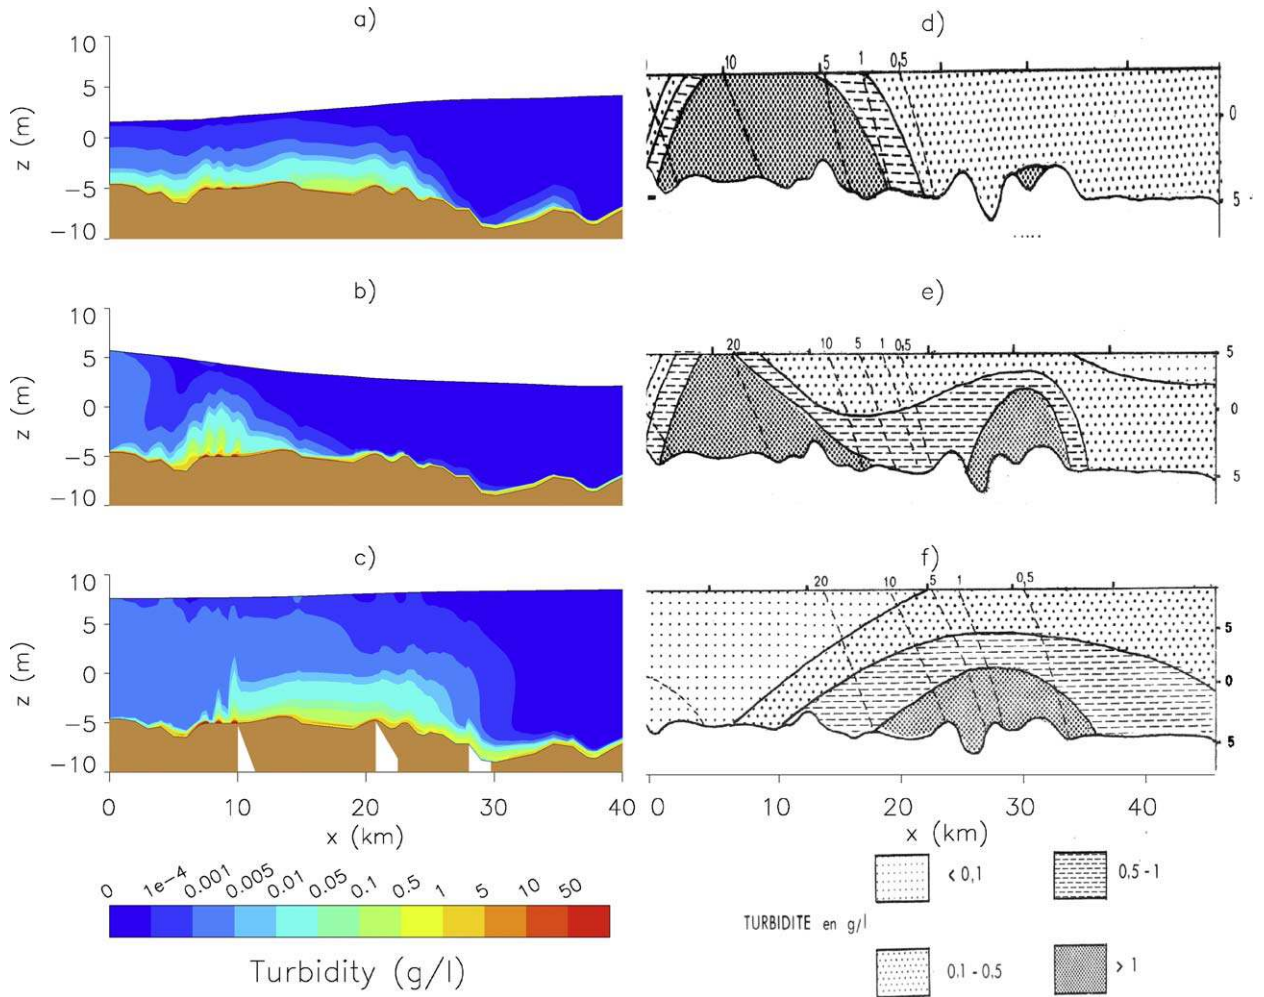 a)
10
5
0
−5
−10
z (m)
b)
10
5
0
−5
−10
z (m)
c)
10
5
0
−5
−10
z (m)
0 10 20 30 40
x (km)
0 1e−4 0.001 0.005 0.01 0.05 0.1 0.5 1 5 10 50
Turbidity (g/l)
d)
10 5 1 0,5
0
5
e)
20 10 5 1 0,5
5
0
5
f)
20 10 5 1 0,5
5
0
5
0 10 20 30 40
x (km)
< 0,1 0,5 - 1
TURBIDITE en g/l
0.1 - 0.5 > 1